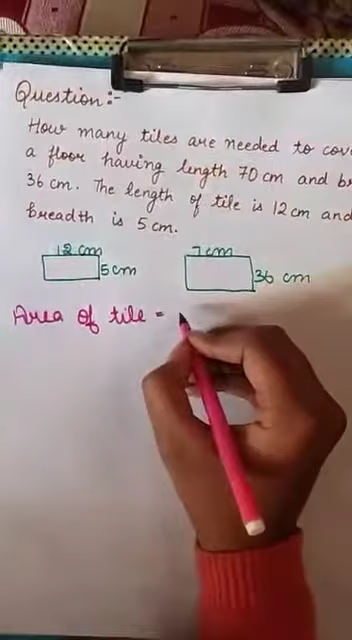 Question:-
How many tiles are needed to cov
a floor having length 70 cm and b
36 cm. The length of tile is 12 cm and
breadth is 5 cm.
12 cm
5 cm
7 cm
36 cm
Area of tile =